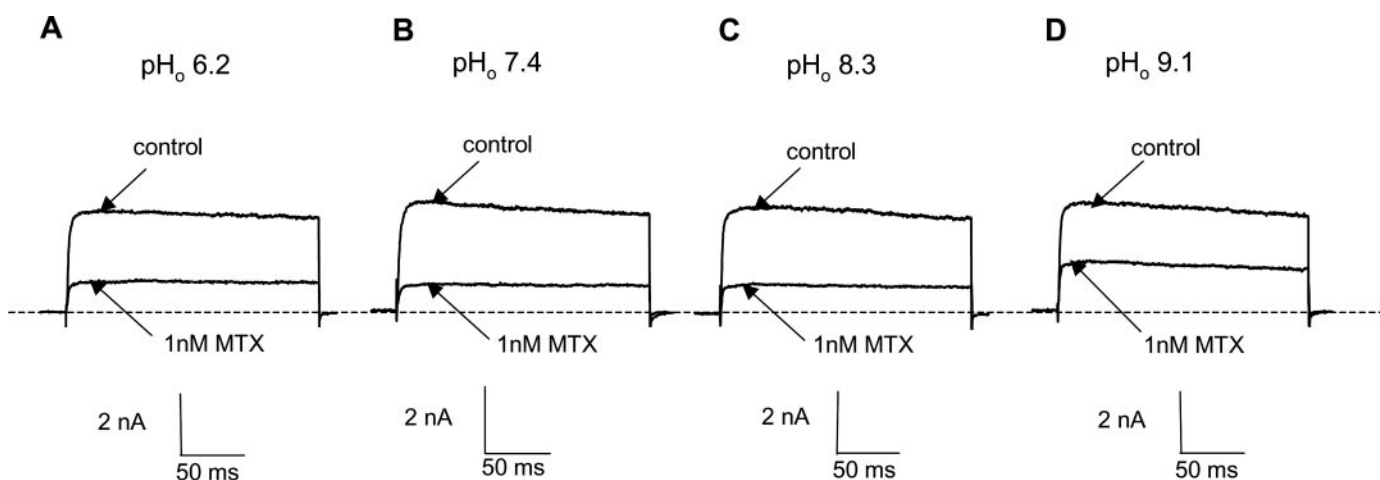 A
pHₒ 6.2
control
1nM MTX
2 nA
50 ms
B
pHₒ 7.4
control
1nM MTX
2 nA
50 ms
C
pHₒ 8.3
control
1nM MTX
2 nA
50 ms
D
pHₒ 9.1
control
1nM MTX
2 nA
50 ms